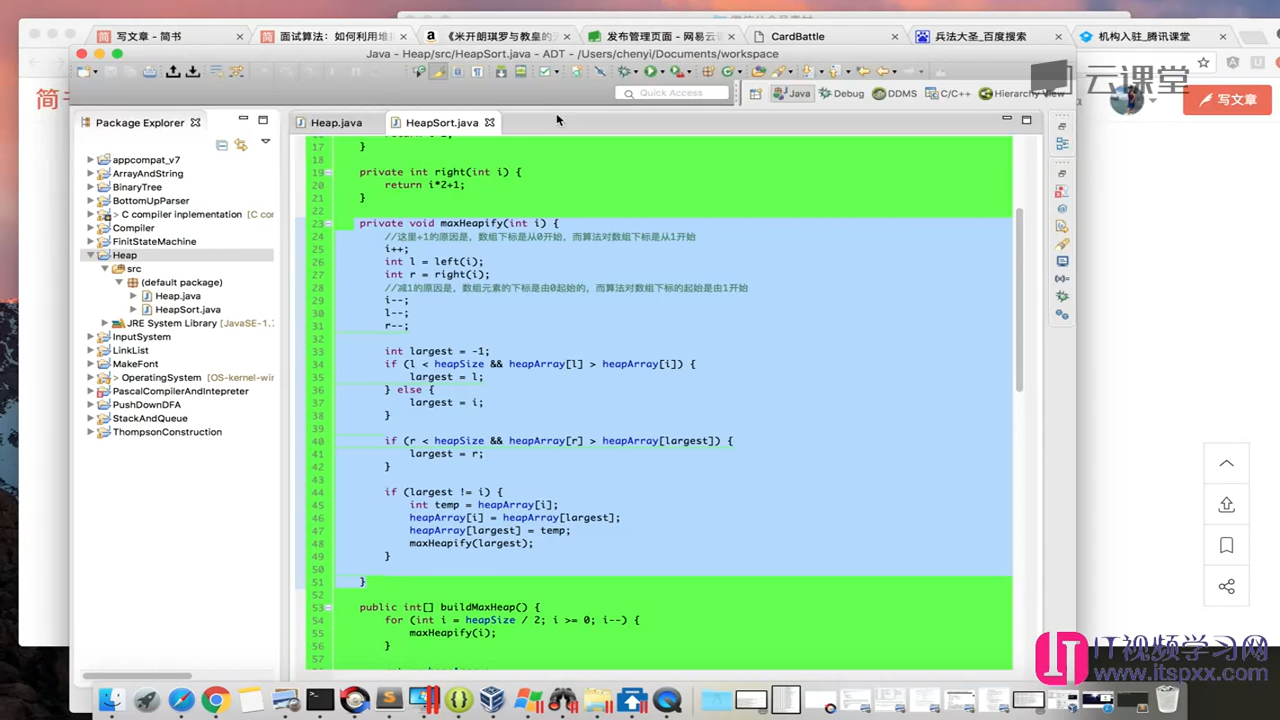 写文章 - 简书
面试算法：如何利用堆
《米开朗琪罗与教皇的天
发布管理页面 - 网易云课
CardBattle
兵法大圣_百度搜索
机构入驻_腾讯课堂
Java - Heap/src/HeapSort.java - ADT - /Users/chenyi/Documents/workspace
云课堂
Quick Access
Java
Debug
DDMS
C/C++
Hierarchy View
简书
写文章
Package Explorer
Heap.java
HeapSort.java
appcompat_v7
ArrayAndString
BinaryTree
BottomUpParser
> C compiler inplementation [C con
Compiler
FinitStateMachine
Heap
src
(default package)
Heap.java
HeapSort.java
JRE System Library [JavaSE-1.7
InputSystem
LinkList
MakeFont
> OperatingSystem [OS-kernel-win
PascalCompilerAndIntepreter
PushDownDFA
StackAndQueue
ThompsonConstruction
17 }
18
19 private int right(int i) {
20 return i*2+1;
21 }
22
23 private void maxHeapify(int i) {
24 //这里+1的原因是，数组下标是从0开始，而算法对数组下标是从1开始
25 i++;
26 int l = left(i);
27 int r = right(i);
28 //减1的原因是，数组元素的下标是由0起始的，而算法对数组下标的起始是由1开始
29 i--;
30 l--;
31 r--;
32
33 int largest = -1;
34 if (l < heapSize && heapArray[l] > heapArray[i]) {
35 largest = l;
36 } else {
37 largest = i;
38 }
39
40 if (r < heapSize && heapArray[r] > heapArray[largest]) {
41 largest = r;
42 }
43
44 if (largest != i) {
45 int temp = heapArray[i];
46 heapArray[i] = heapArray[largest];
47 heapArray[largest] = temp;
48 maxHeapify(largest);
49 }
50
51 }
52
53 public int[] buildMaxHeap() {
54 for (int i = heapSize / 2; i >= 0; i--) {
55 maxHeapify(i);
56 }
57
IT视频学习网
www.itspxx.com